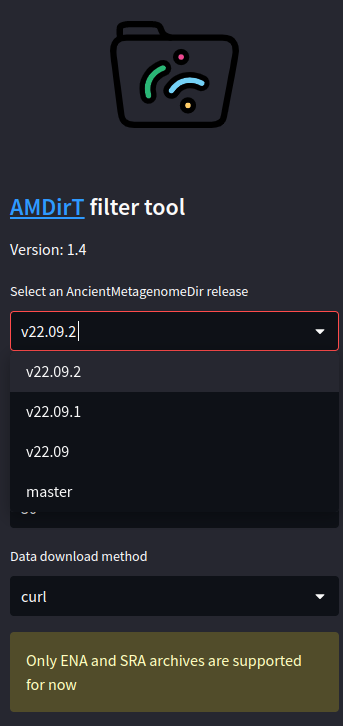 AMDirT filter tool
Version: 1.4
Select an AncientMetagenomeDir release
v22.09.2
v22.09.2
v22.09.1
v22.09
master
Data download method
curl
Only ENA and SRA archives are supported
for now